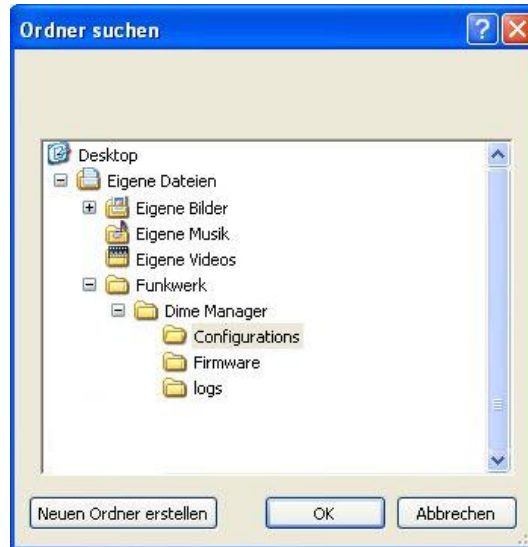 Ordner suchen
Desktop
Eigene Dateien
Eigene Bilder
Eigene Musik
Eigene Videos
Funkwerk
Dime Manager
Configurations
Firmware
logs
Neuen Ordner erstellen OK Abbrechen